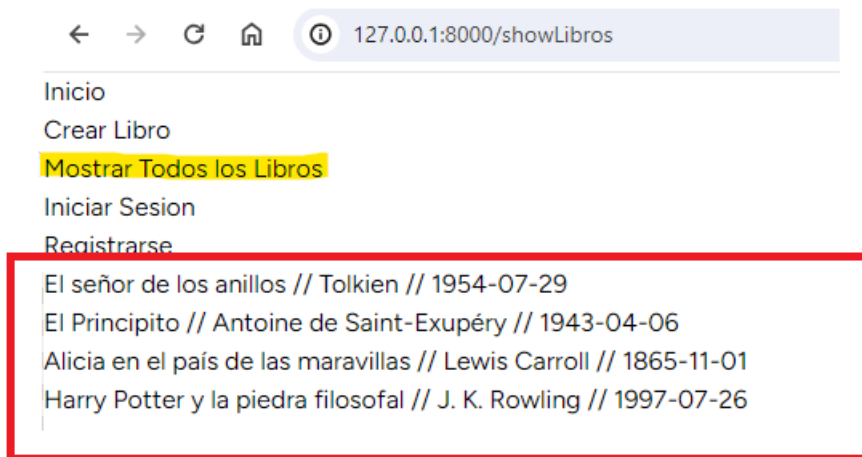 127.0.0.1:8000/showLibros
Inicio
Crear Libro
Mostrar Todos los Libros
Iniciar Sesion
Registrarse
El señor de los anillos // Tolkien // 1954-07-29
El Principito // Antoine de Saint-Exupéry // 1943-04-06
Alicia en el país de las maravillas // Lewis Carroll // 1865-11-01
Harry Potter y la piedra filosofal // J. K. Rowling // 1997-07-26